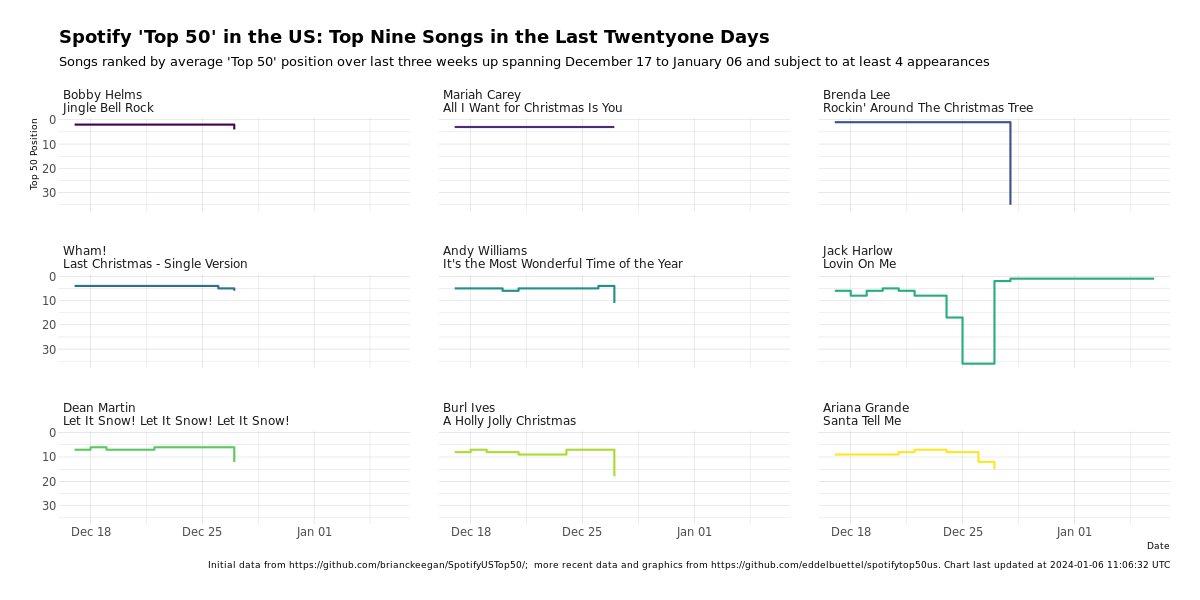 Spotify 'Top 50' in the US: Top Nine Songs in the Last Twentyone Days
Songs ranked by average 'Top 50' position over last three weeks up spanning December 17 to January 06 and subject to at least 4 appearances
Bobby Helms
Jingle Bell Rock
Mariah Carey
All I Want for Christmas Is You
Brenda Lee
Rockin' Around The Christmas Tree
Top 50 Position
0
10
20
30
Wham!
Last Christmas - Single Version
Andy Williams
It's the Most Wonderful Time of the Year
Jack Harlow
Lovin On Me
0
10
20
30
Dean Martin
Let It Snow! Let It Snow! Let It Snow!
Burl Ives
A Holly Jolly Christmas
Ariana Grande
Santa Tell Me
0
10
20
30
Dec 18 Dec 25 Jan 01
Dec 18 Dec 25 Jan 01
Dec 18 Dec 25 Jan 01
Date
Initial data from https://github.com/brianckeegan/SpotifyUSTop50/;  more recent data and graphics from https://github.com/eddelbuettel/spotifytop50us. Chart last updated at 2024-01-06 11:06:32 UTC